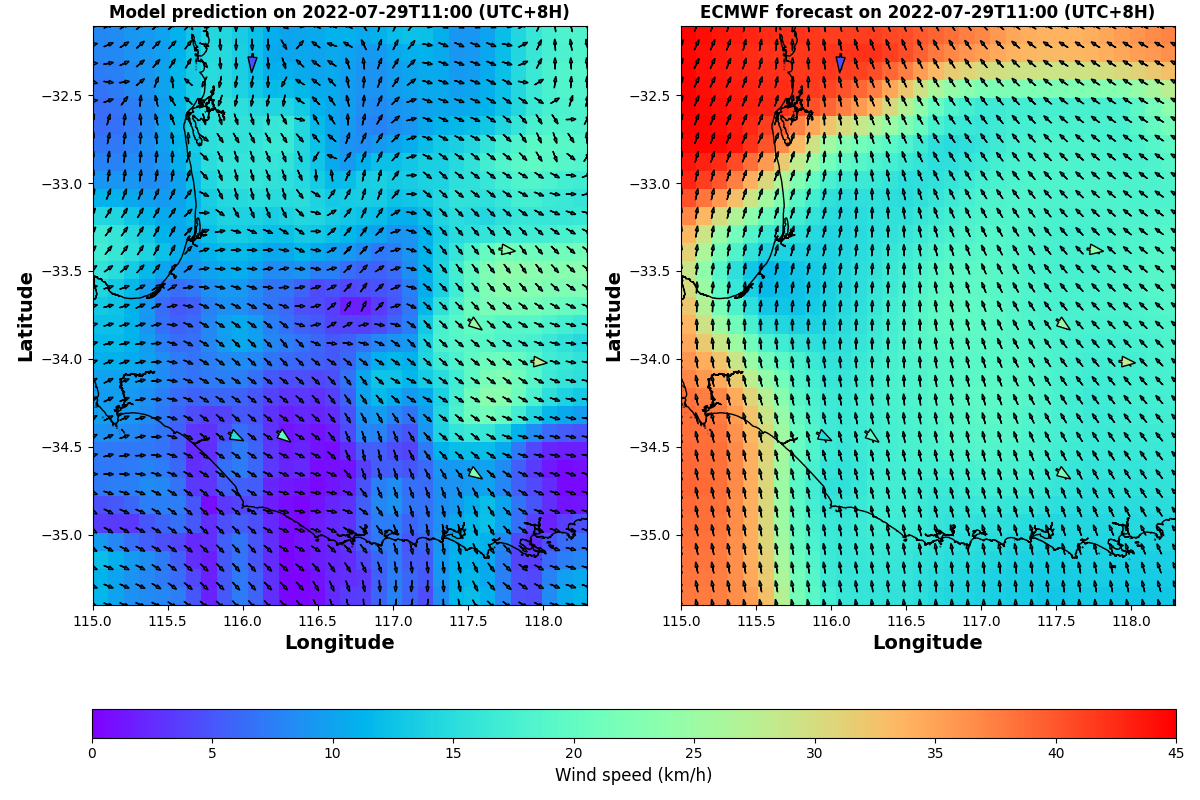 Model prediction on 2022-07-29T11:00 (UTC+8H)
ECMWF forecast on 2022-07-29T11:00 (UTC+8H)
−32.5
−33.0
−33.5
−34.0
−34.5
−35.0
Latitude
115.0 115.5 116.0 116.5 117.0 117.5 118.0
Longitude
−32.5
−33.0
−33.5
−34.0
−34.5
−35.0
Latitude
115.0 115.5 116.0 116.5 117.0 117.5 118.0
Longitude
0 5 10 15 20 25 30 35 40 45
Wind speed (km/h)